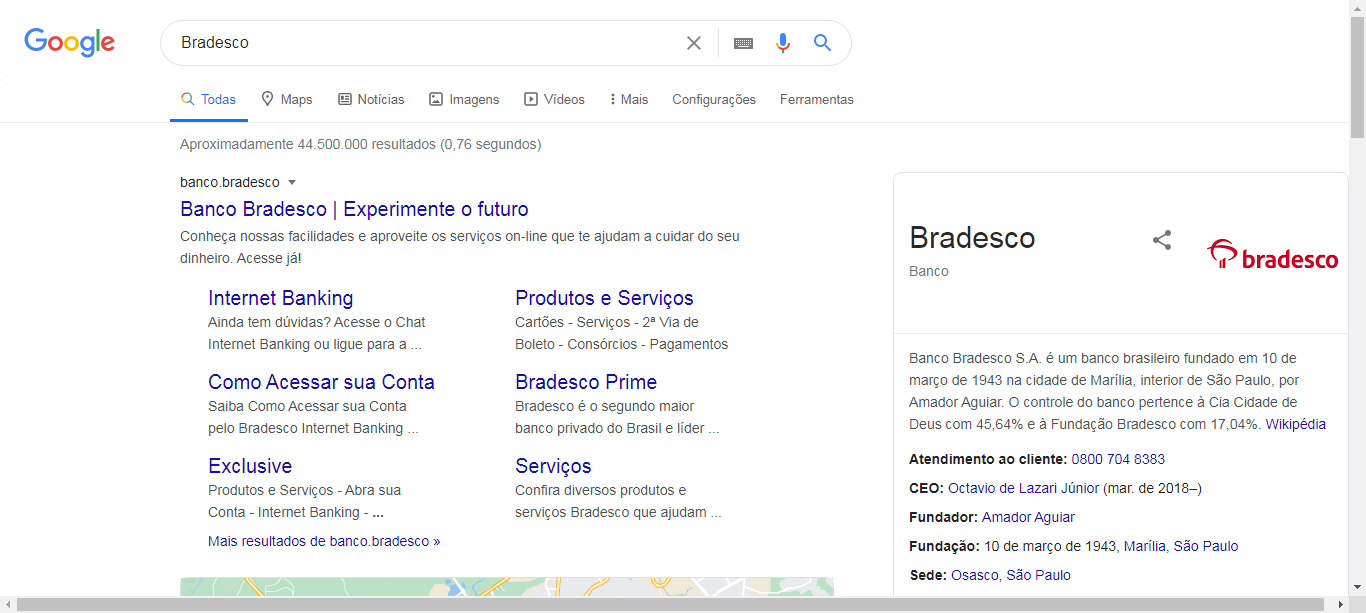 Google
Bradesco
Todas Maps Notícias Imagens Vídeos Mais Configurações Ferramentas
Aproximadamente 44.500.000 resultados (0,76 segundos)
banco.bradesco
Banco Bradesco | Experimente o futuro
Conheça nossas facilidades e aproveite os serviços on-line que te ajudam a cuidar do seu
dinheiro. Acesse já!
Internet Banking
Ainda tem dúvidas? Acesse o Chat
Internet Banking ou ligue para a ...
Produtos e Serviços
Cartões - Serviços - 2ª Via de
Boleto - Consórcios - Pagamentos
Como Acessar sua Conta
Saiba Como Acessar sua Conta
pelo Bradesco Internet Banking ...
Bradesco Prime
Bradesco é o segundo maior
banco privado do Brasil e líder ...
Exclusive
Produtos e Serviços - Abra sua
Conta - Internet Banking - ...
Serviços
Confira diversos produtos e
serviços Bradesco que ajudam ...
Mais resultados de banco.bradesco »
Bradesco
Banco
bradesco
Banco Bradesco S.A. é um banco brasileiro fundado em 10 de
março de 1943 na cidade de Marília, interior de São Paulo, por
Amador Aguiar. O controle do banco pertence à Cia Cidade de
Deus com 45,64% e à Fundação Bradesco com 17,04%. Wikipédia
Atendimento ao cliente: 0800 704 8383
CEO: Octavio de Lazari Júnior (mar. de 2018–)
Fundador: Amador Aguiar
Fundação: 10 de março de 1943, Marília, São Paulo
Sede: Osasco, São Paulo